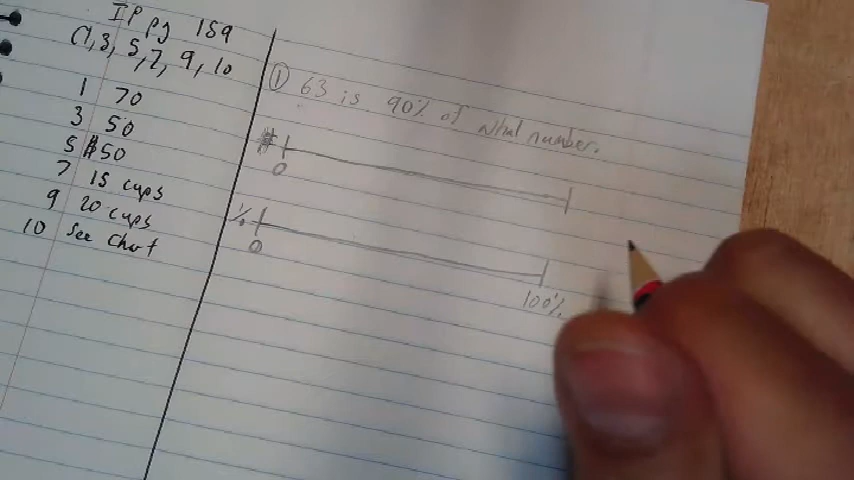 IP pg 159
(1, 3, 5, 7, 9, 10
1 70
3 50
5 $50
7 15 cups
9 20 cups
10 See Chart
① 63 is 90% of what number.
#
0
%
0
100%